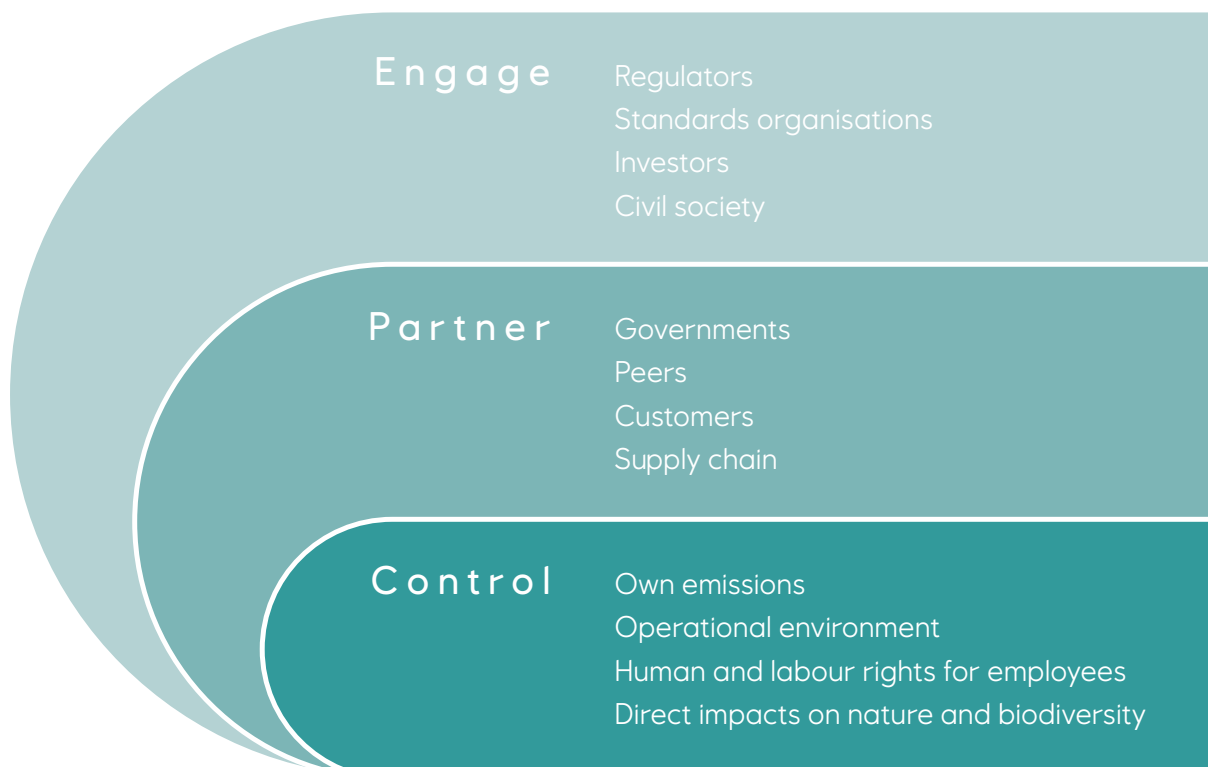 Engage
Regulators
Standards organisations
Investors
Civil society
Partner
Governments
Peers
Customers
Supply chain
Control
Own emissions
Operational environment
Human and labour rights for employees
Direct impacts on nature and biodiversity